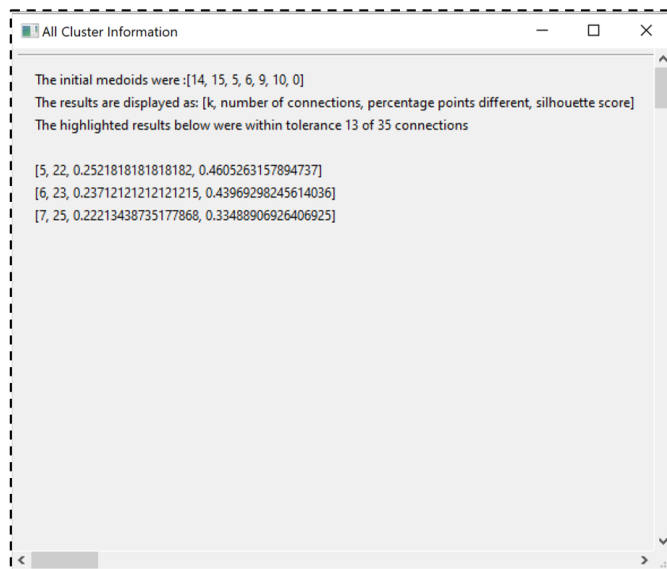 All Cluster Information
The initial medoids were :[14, 15, 5, 6, 9, 10, 0]
The results are displayed as: [k, number of connections, percentage points different, silhouette score]
The highlighted results below were within tolerance 13 of 35 connections
[5, 22, 0.2521818181818182, 0.4605263157894737]
[6, 23, 0.23712121212121215, 0.43969298245614036]
[7, 25, 0.22213438735177868, 0.33488906926406925]